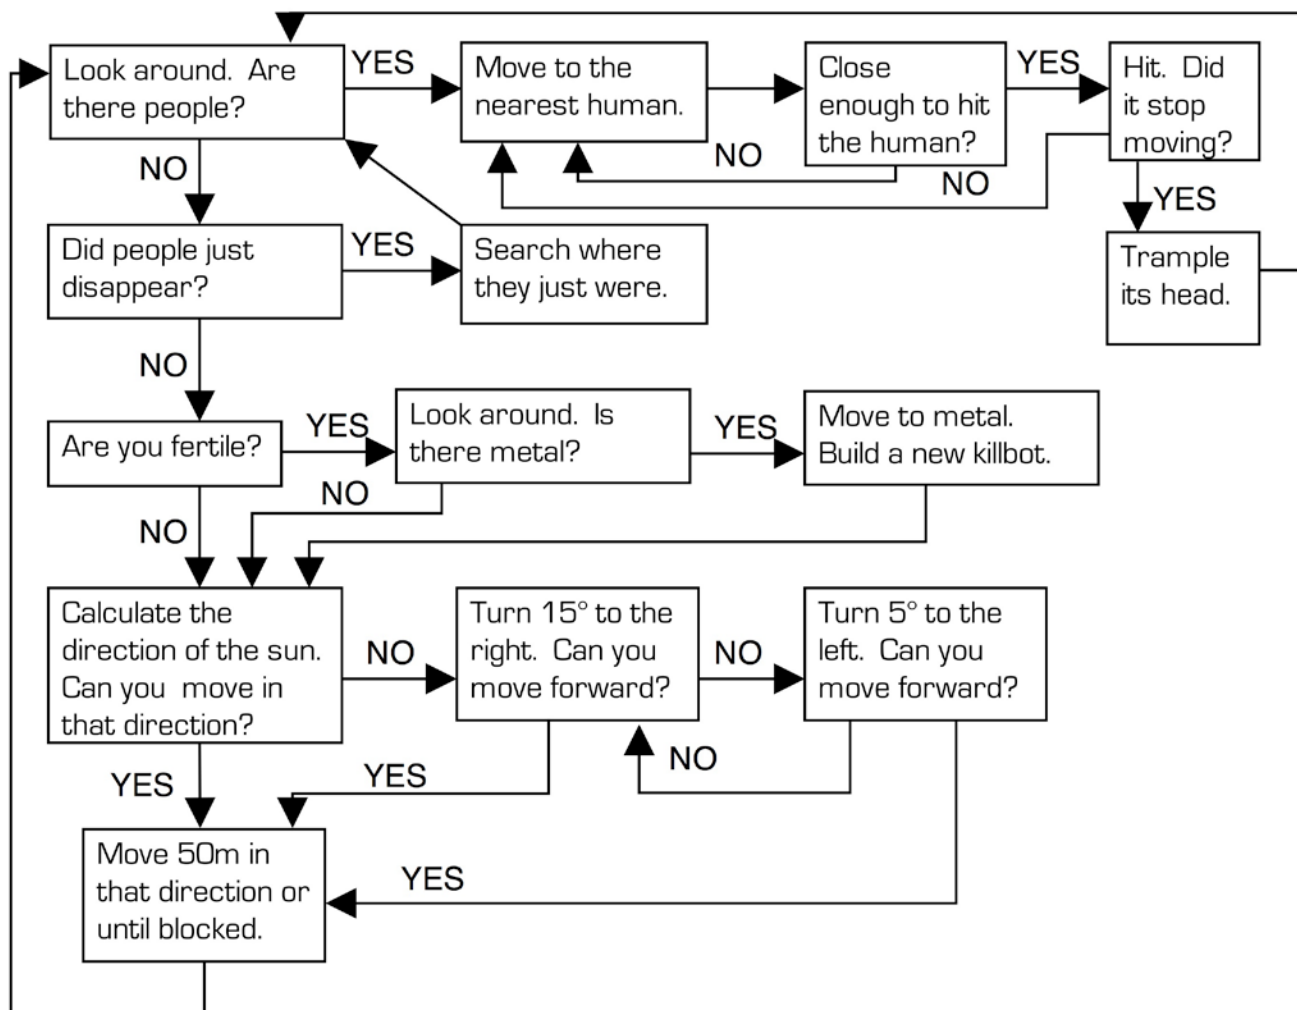 Look around.  Are
there people?
YES
Move to the
nearest human.
Close
enough to hit
the human?
YES
Hit.  Did
it stop
moving?
NO
NO
NO
YES
Did people just
disappear?
YES
Search where
they just were.
Trample
its head.
NO
Are you fertile?
YES
Look around.  Is
there metal?
YES
Move to metal.
Build a new killbot.
NO
NO
Calculate the
direction of the sun.
Can you  move in
that direction?
NO
Turn 15° to the
right.  Can you
move forward?
NO
Turn 5° to the
left.  Can you
move forward?
YES
YES
NO
Move 50m in
that direction or
until blocked.
YES